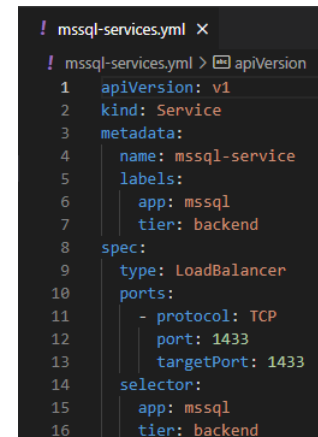 ! mssql-services.yml ×
! mssql-services.yml > abc apiVersion
1 apiVersion: v1
2 kind: Service
3 metadata:
4   name: mssql-service
5   labels:
6     app: mssql
7     tier: backend
8 spec:
9   type: LoadBalancer
10   ports:
11     - protocol: TCP
12       port: 1433
13       targetPort: 1433
14   selector:
15     app: mssql
16     tier: backend